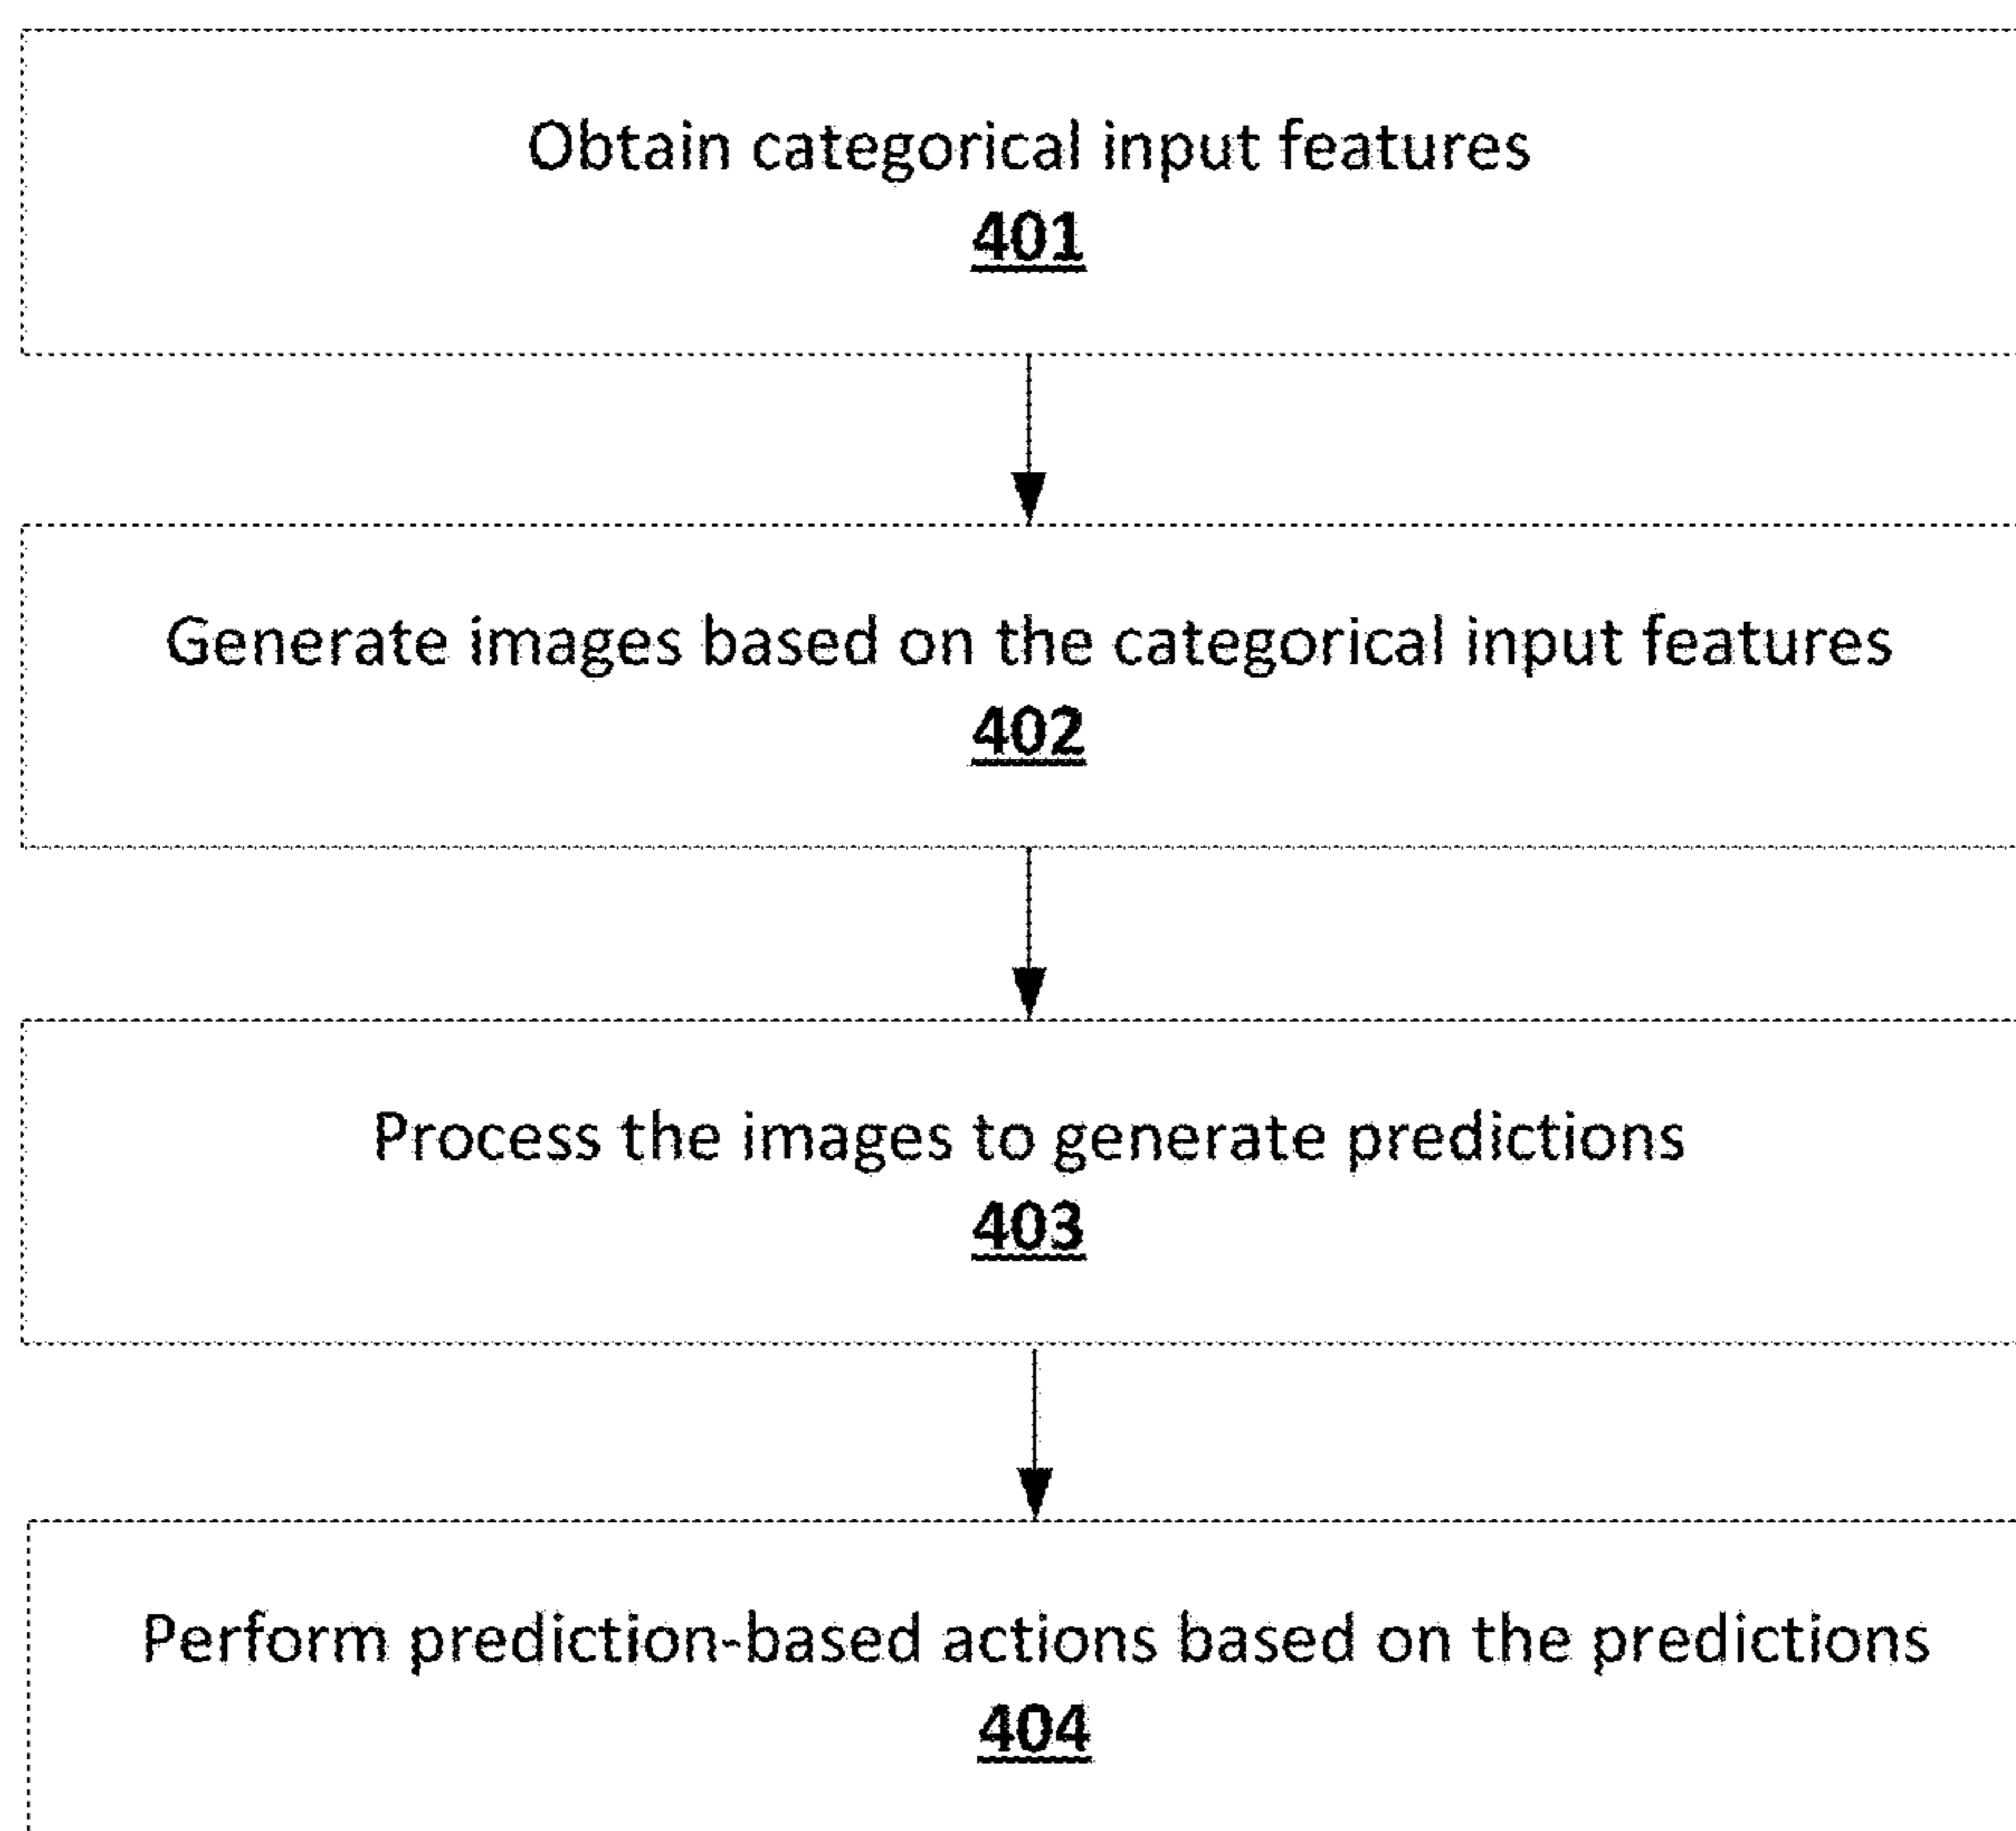 Obtain categorical input features
401
Generate images based on the categorical input features
402
Process the images to generate predictions
403
Perform prediction-based actions based on the predictions
404